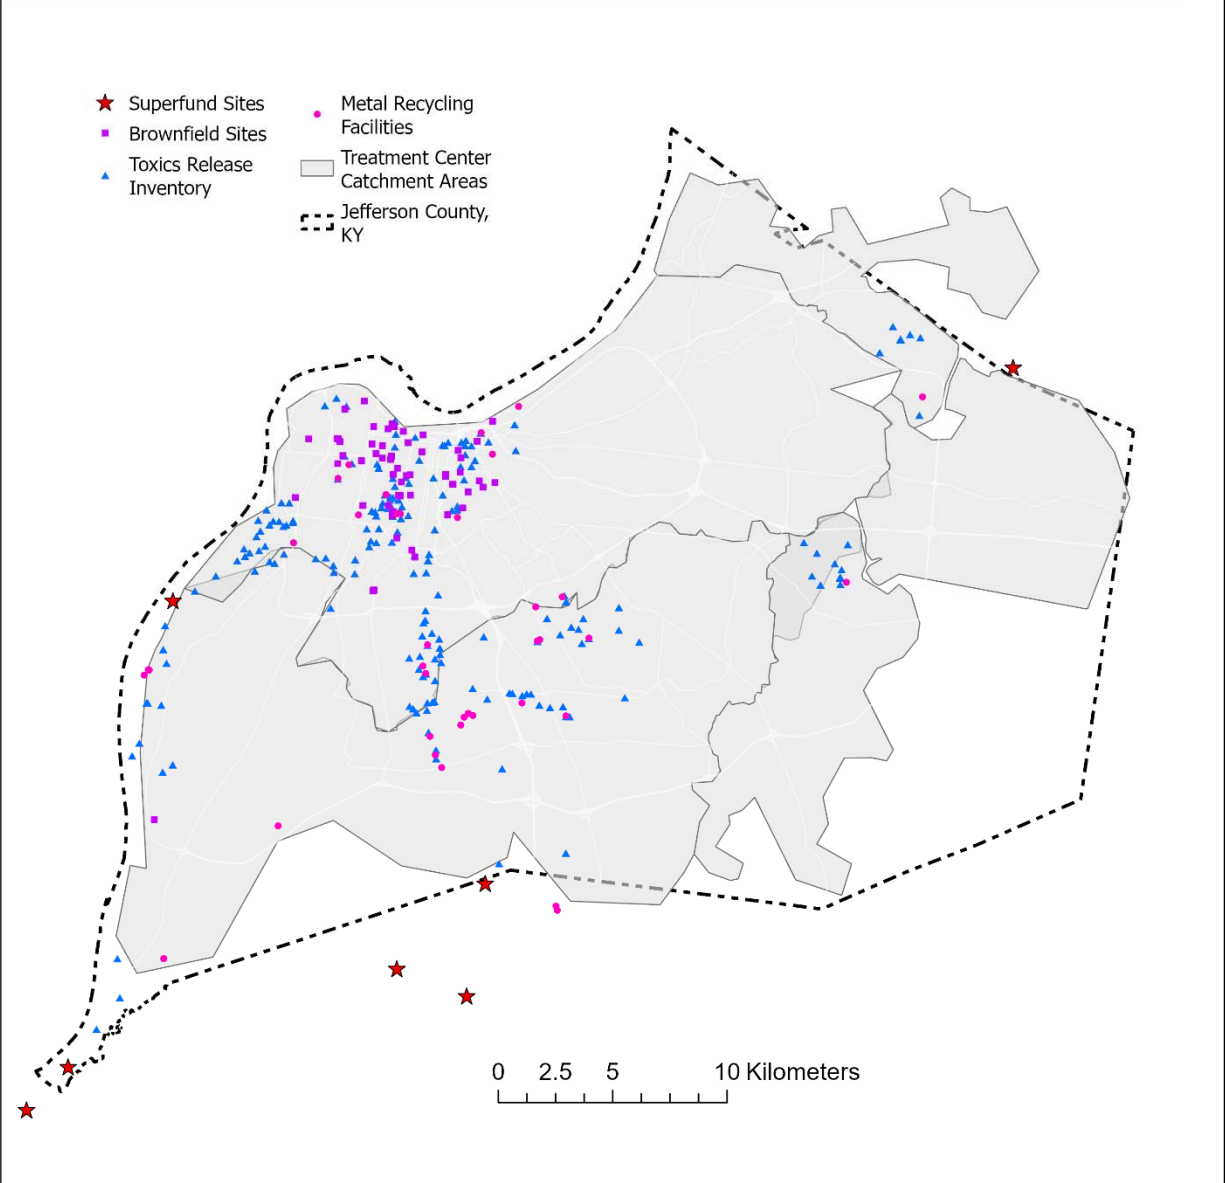 Superfund Sites
Brownfield Sites
Toxics Release
Inventory
Metal Recycling
Facilities
Treatment Center
Catchment Areas
Jefferson County,
KY
0 2.5 5 10 Kilometers